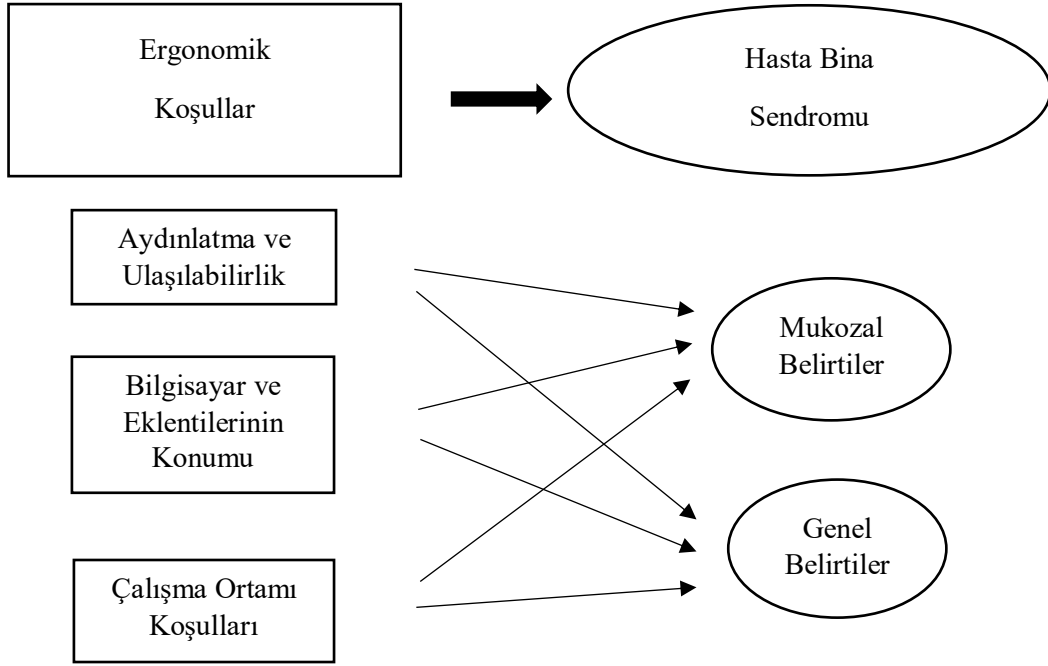 Ergonomik
Koşullar
Hasta Bina
Sendromu
Aydınlatma ve
Ulaşılabilirlik
Bilgisayar ve
Eklentilerinin
Konumu
Çalışma Ortamı
Koşulları
Mukozal
Belirtiler
Genel
Belirtiler